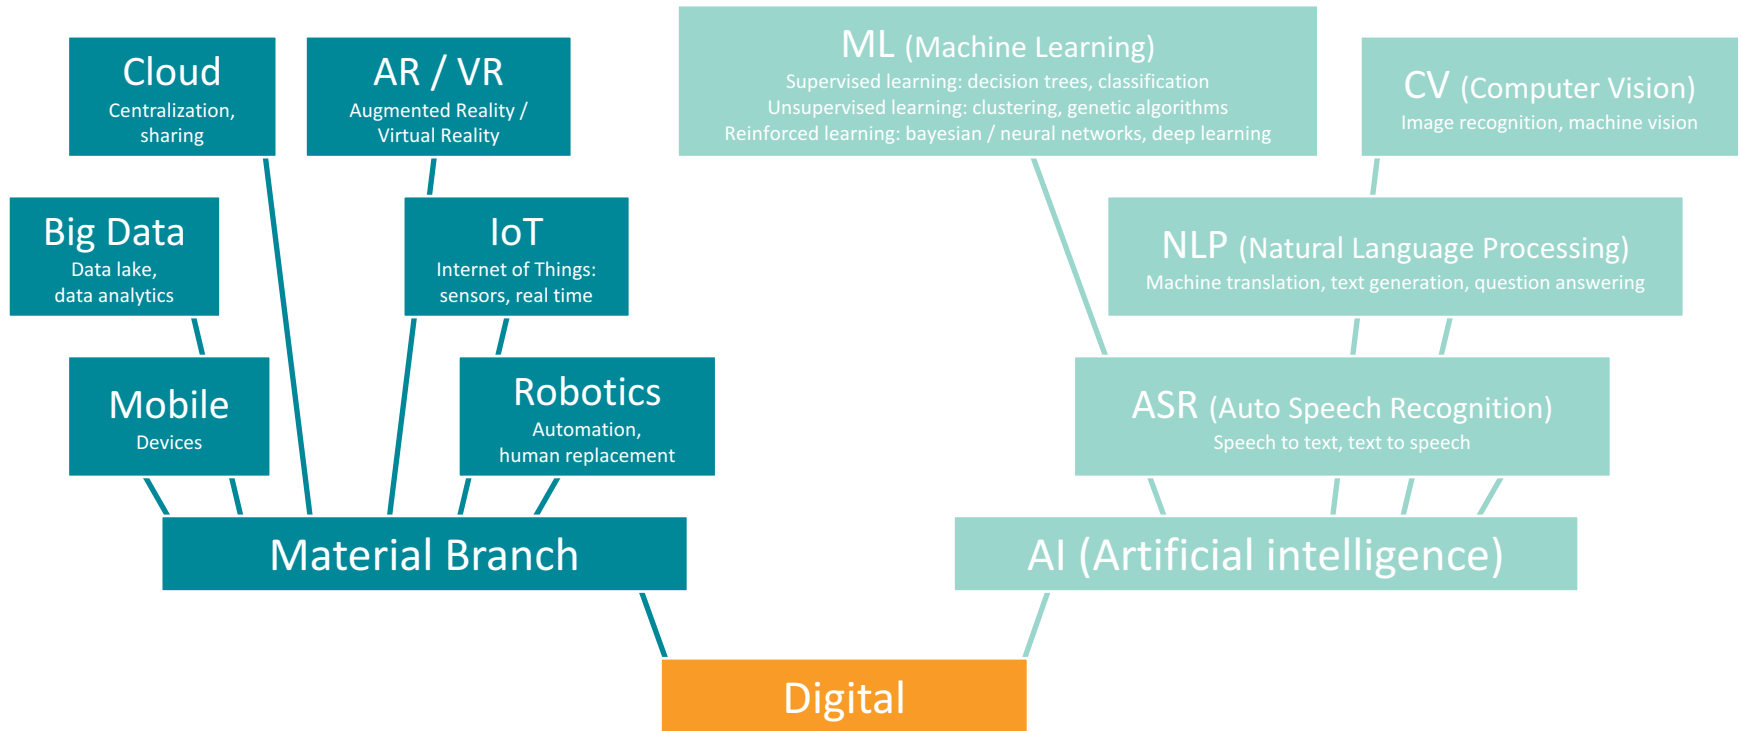 Cloud
Centralization,
sharing
AR / VR
Augmented Reality /
Virtual Reality
ML (Machine Learning)
Supervised learning: decision trees, classification
Unsupervised learning: clustering, genetic algorithms
Reinforced learning: bayesian / neural networks, deep learning
CV (Computer Vision)
Image recognition, machine vision
Big Data
Data lake,
data analytics
IoT
Internet of Things:
sensors, real time
NLP (Natural Language Processing)
Machine translation, text generation, question answering
Mobile
Devices
Robotics
Automation,
human replacement
ASR (Auto Speech Recognition)
Speech to text, text to speech
Material Branch
AI (Artificial intelligence)
Digital